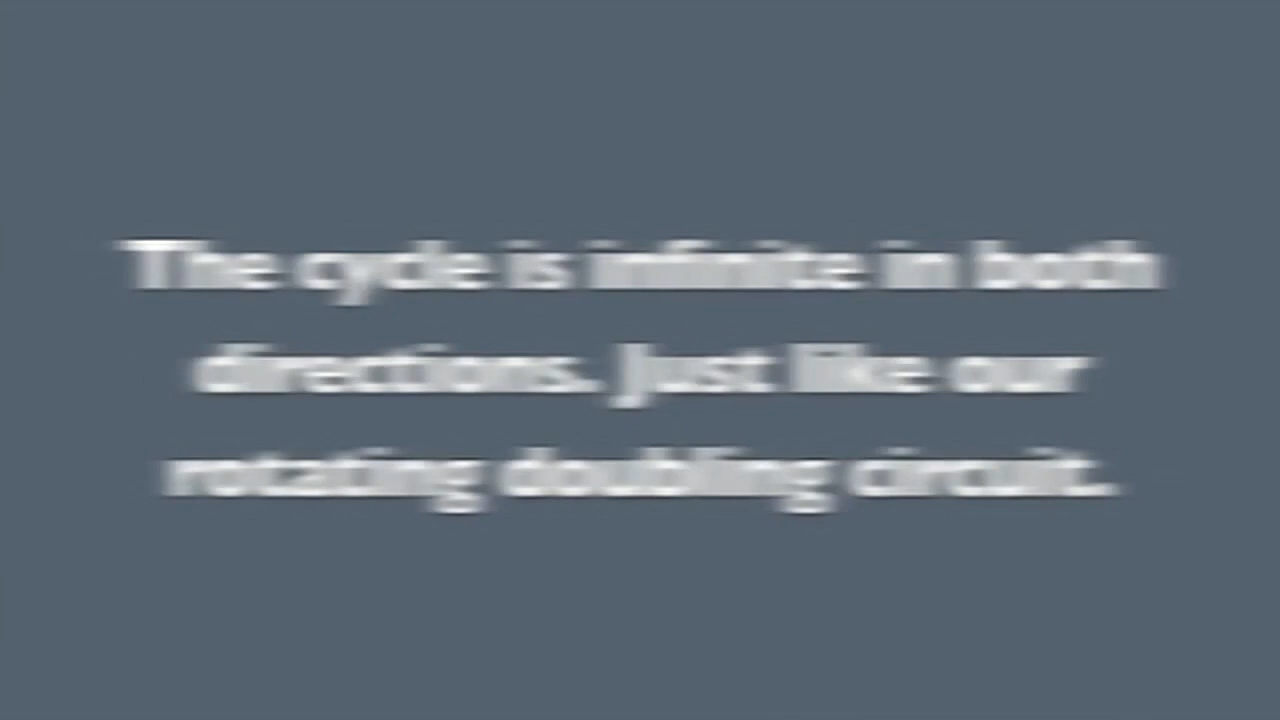 The cycle is infinite in both
directions. Just like our
rotating doubling circuit.